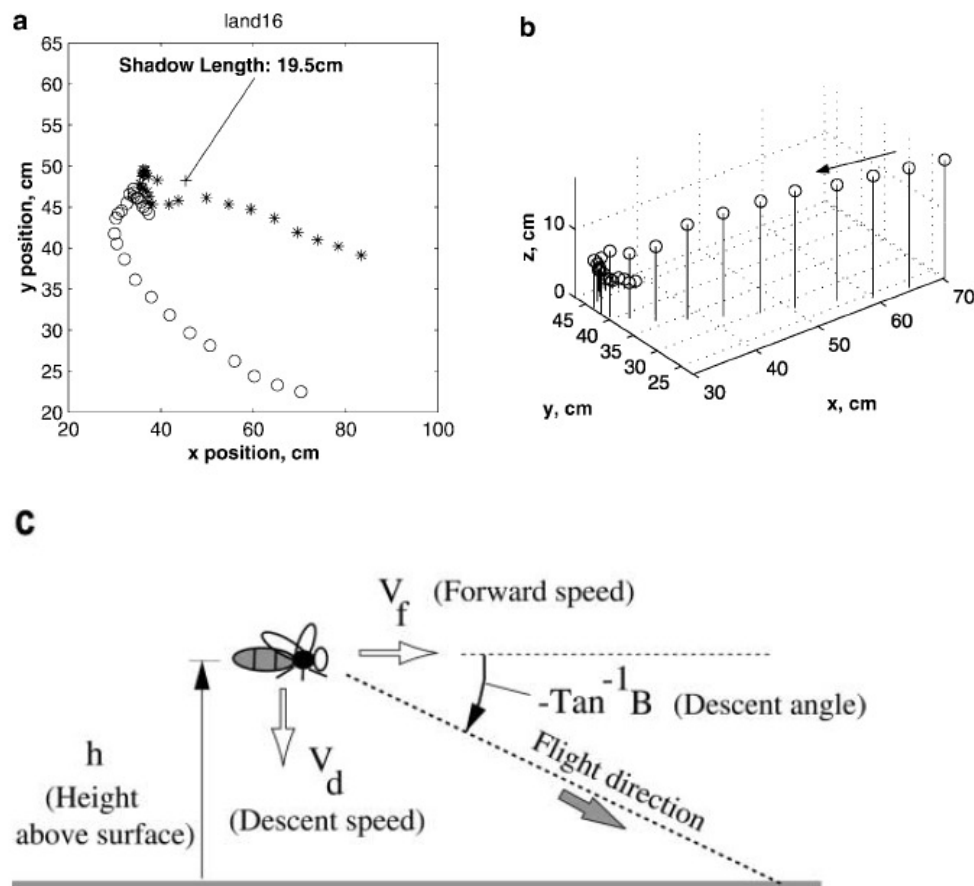 a
land16
Shadow Length: 19.5cm
65
60
55
50
45
40
35
30
25
20
y position, cm
20 40 60 80 100
x position, cm
b
z, cm
10
0
45
40
35
30
25
y, cm
30 40 50 60 70
x, cm
c
V_f (Forward speed)
-Tan^-1 B (Descent angle)
Flight direction
h
(Height
above surface)
V_d
(Descent speed)